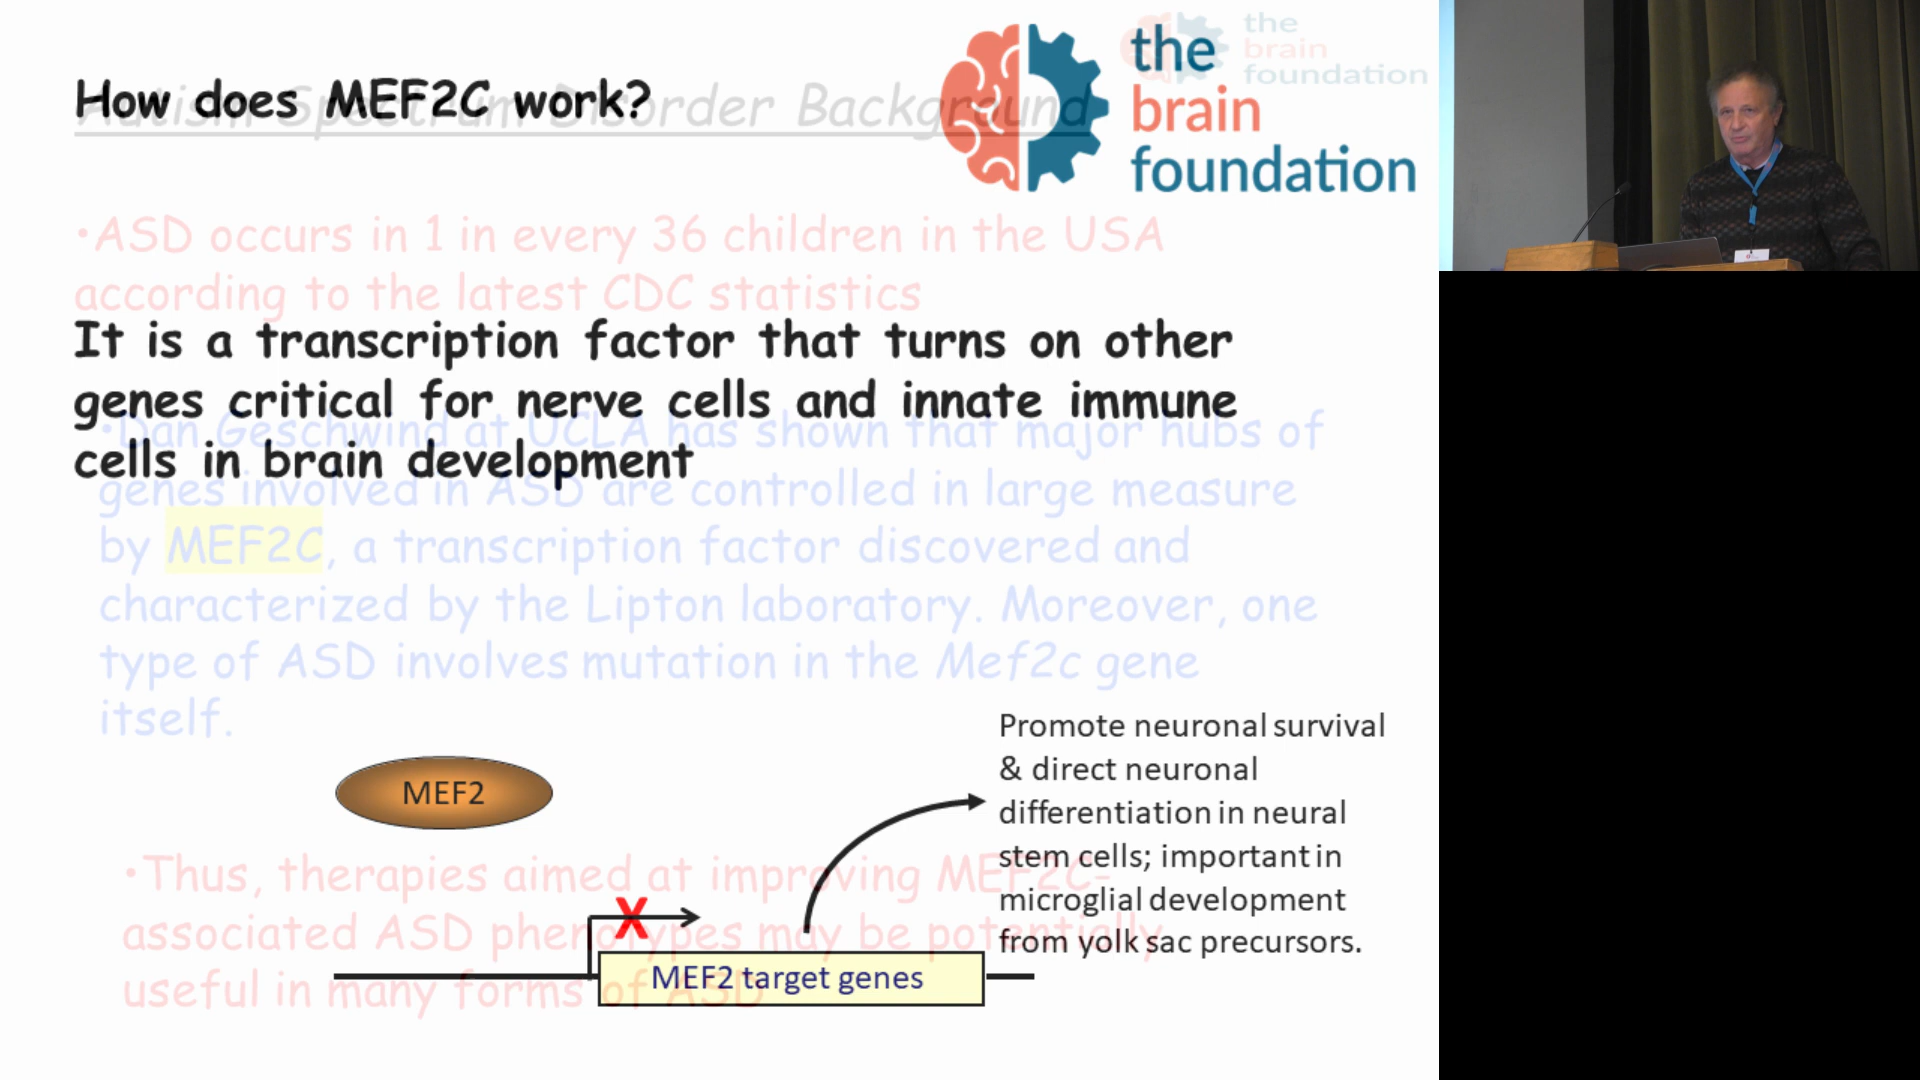 the
brain
foundation
the
brain
foundation
How does MEF2C work?
Autism Spectrum Disorder Background
•ASD occurs in 1 in every 36 children in the USA
according to the latest CDC statistics
It is a transcription factor that turns on other
genes critical for nerve cells and innate immune
cells in brain development
•Dan Geschwind at UCLA has shown that major hubs of
genes involved in ASD are controlled in large measure
by MEF2C, a transcription factor discovered and
characterized by the Lipton laboratory. Moreover, one
type of ASD involves mutation in the Mef2c gene
itself.
Promote neuronal survival
& direct neuronal
differentiation in neural
stem cells; important in
microglial development
from yolk sac precursors.
MEF2
•Thus, therapies aimed at improving MEF2C-
associated ASD phenotypes may be potentially
useful in many forms of ASD
X
MEF2 target genes